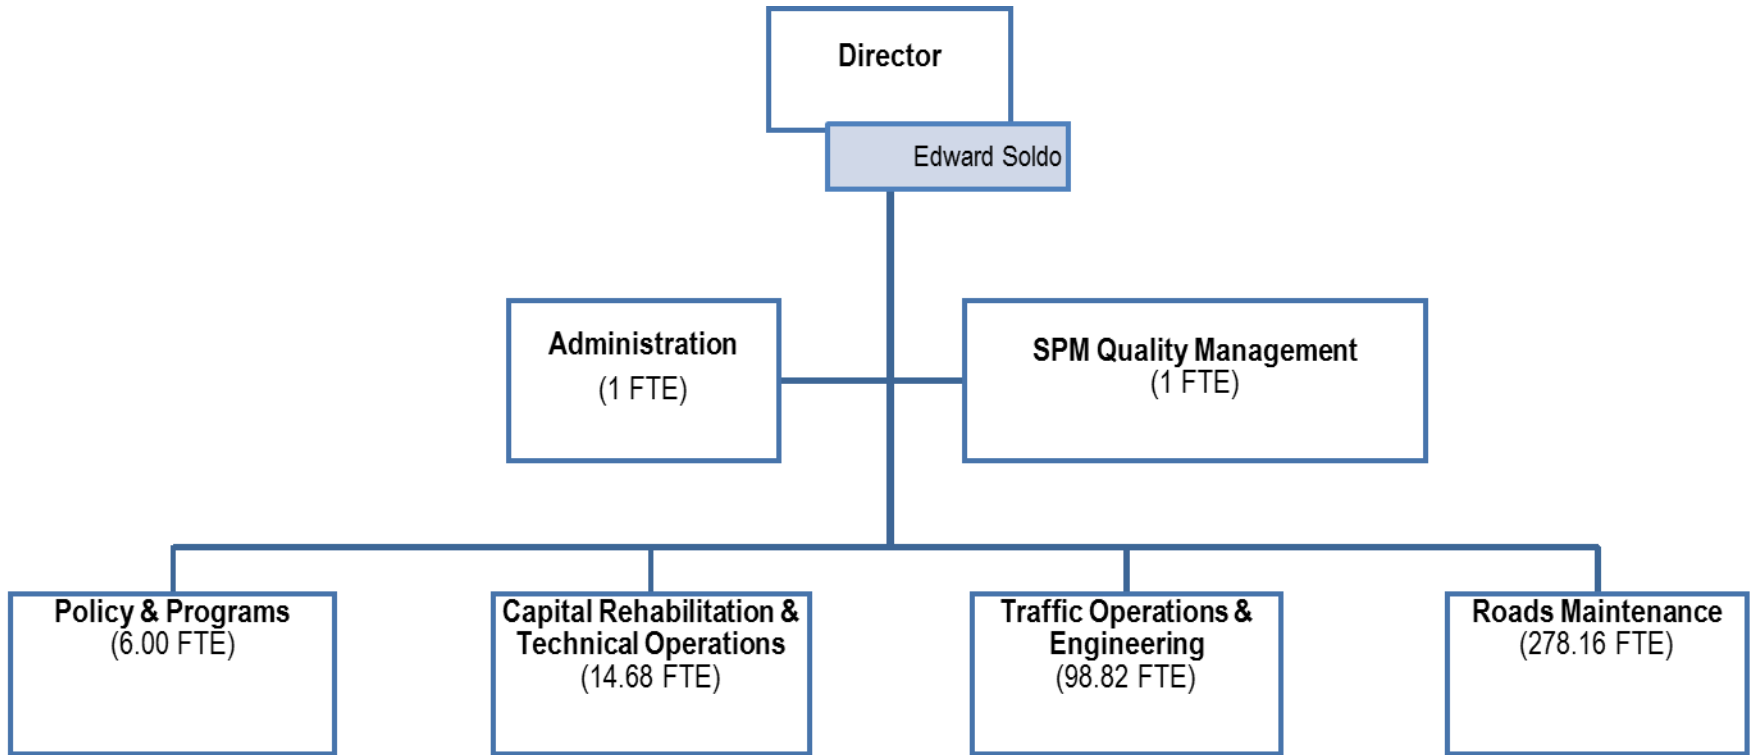 Director
Edward Soldo
Administration
(1 FTE)
SPM Quality Management
(1 FTE)
Policy & Programs
(6.00 FTE)
Capital Rehabilitation &
Technical Operations
(14.68 FTE)
Traffic Operations &
Engineering
(98.82 FTE)
Roads Maintenance
(278.16 FTE)